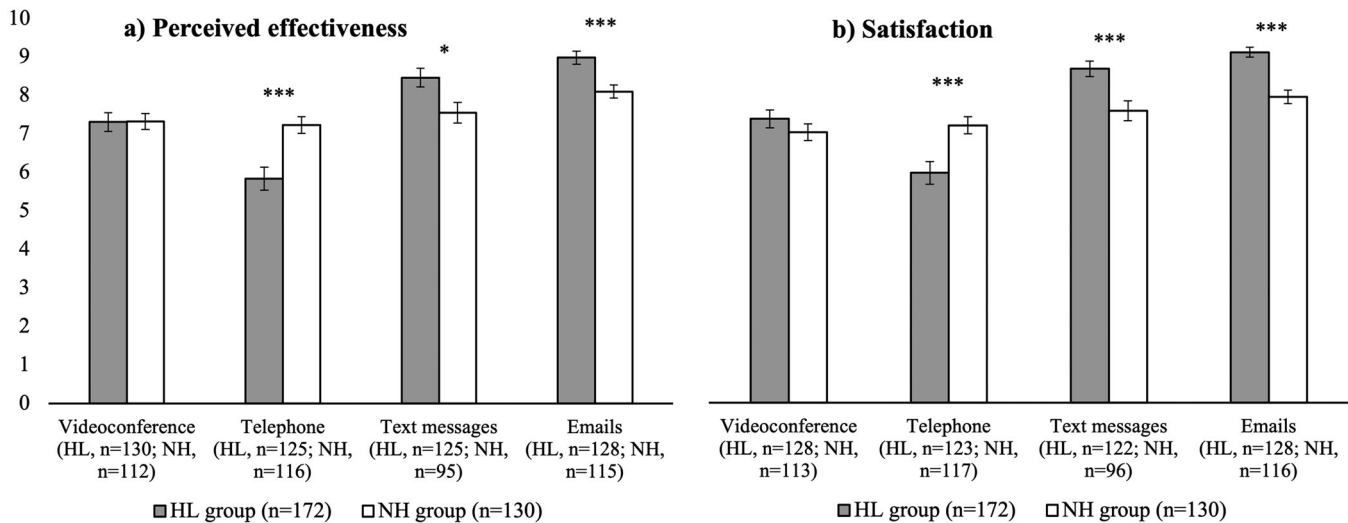 10
9
8
7
6
5
4
3
2
1
0
a) Perceived effectiveness
***
*
***
Videoconference
(HL, n=130; NH,
n=112)
Telephone
(HL, n=125; NH,
n=116)
Text messages
(HL, n=125; NH,
n=95)
Emails
(HL, n=128; NH,
n=115)
HL group (n=172)
NH group (n=130)
b) Satisfaction
***
***
***
Videoconference
(HL, n=128; NH,
n=113)
Telephone
(HL, n=123; NH,
n=117)
Text messages
(HL, n=122; NH,
n=96)
Emails
(HL, n=128; NH,
n=116)
HL group (n=172)
NH group (n=130)